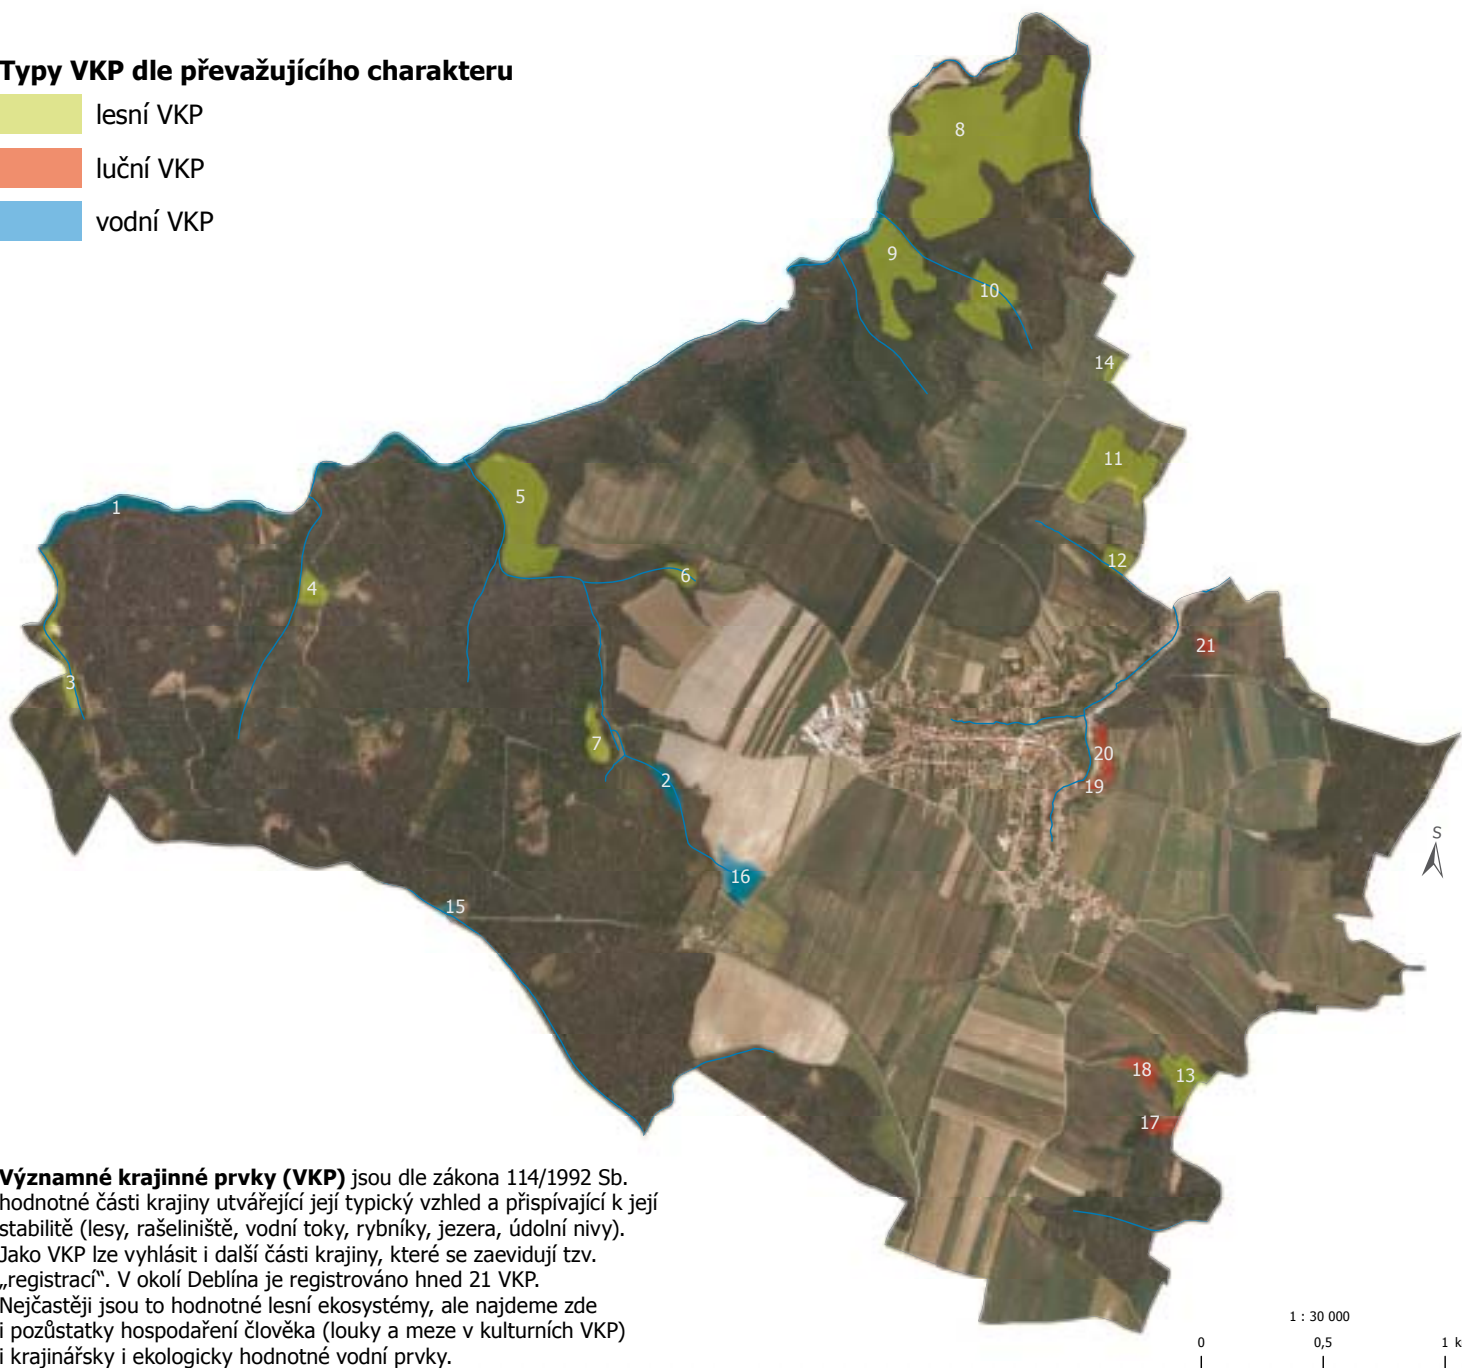 Typy VKP dle převažujícího charakteru
lesní VKP
luční VKP
vodní VKP
8
9
10
14
11
5
1
12
6
4
21
3
7
20
2
19
S
16
15
18
13
17
Významné krajinné prvky (VKP) jsou dle zákona 114/1992 Sb.
hodnotné části krajiny utvářející její typický vzhled a přispívající k její
stabilitě (lesy, rašeliniště, vodní toky, rybníky, jezera, údolní nivy).
Jako VKP lze vyhlásit i další části krajiny, které se zaevidují tzv.
„registrací“. V okolí Deblína je registrováno hned 21 VKP.
Nejčastěji jsou to hodnotné lesní ekosystémy, ale najdeme zde
i pozůstatky hospodaření člověka (louky a meze v kulturních VKP)
i krajinářsky i ekologicky hodnotné vodní prvky.
1 : 30 000
0 0,5 1 k